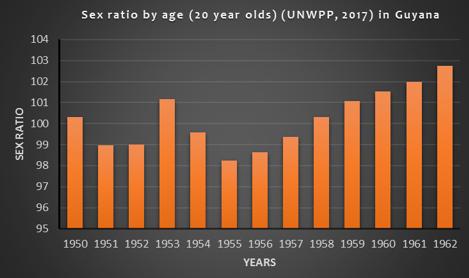 Sex ratio by age (20 year olds) (UNWPP, 2017) in Guyana
104
103
102
101
100
99
98
97
96
95
SEX RATIO
1950 1951 1952 1953 1954 1955 1956 1957 1958 1959 1960 1961 1962
YEARS